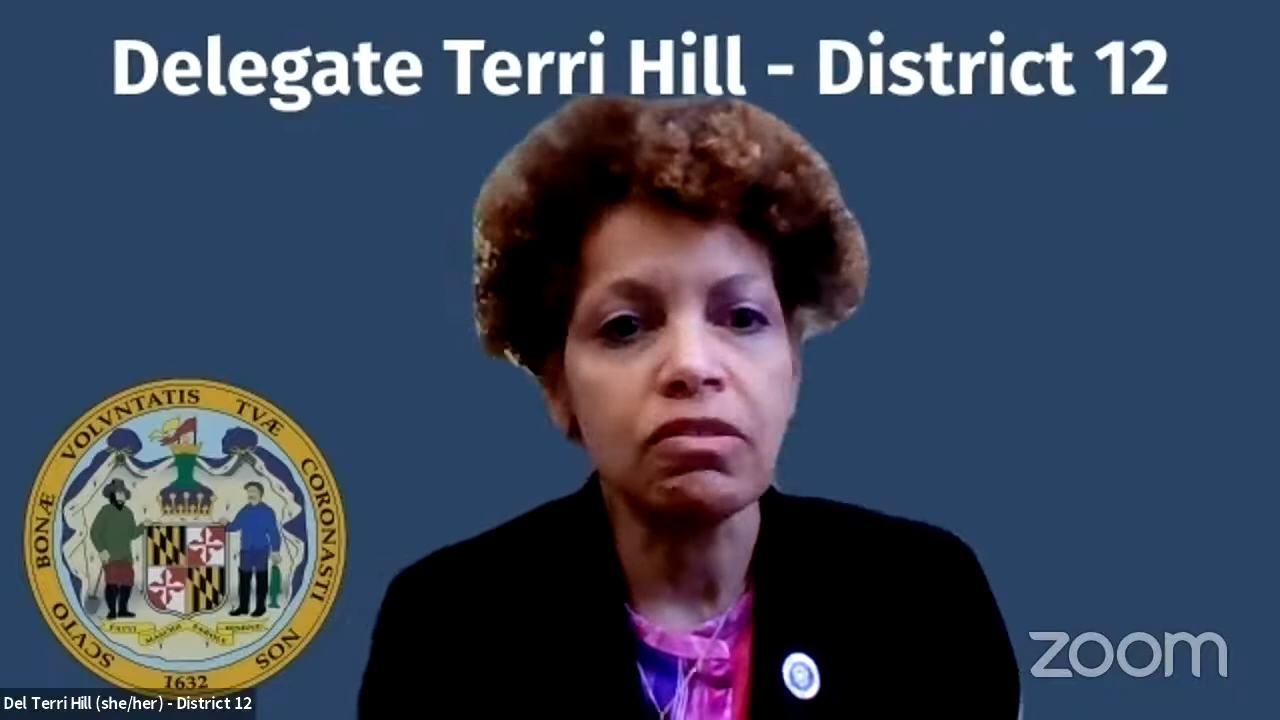 Delegate Terri Hill - District 12
SCVTO BONÆ VOLVNTATIS TVÆ CORONASTI NOS
1632
zoom
Del Terri Hill (she/her) - District 12